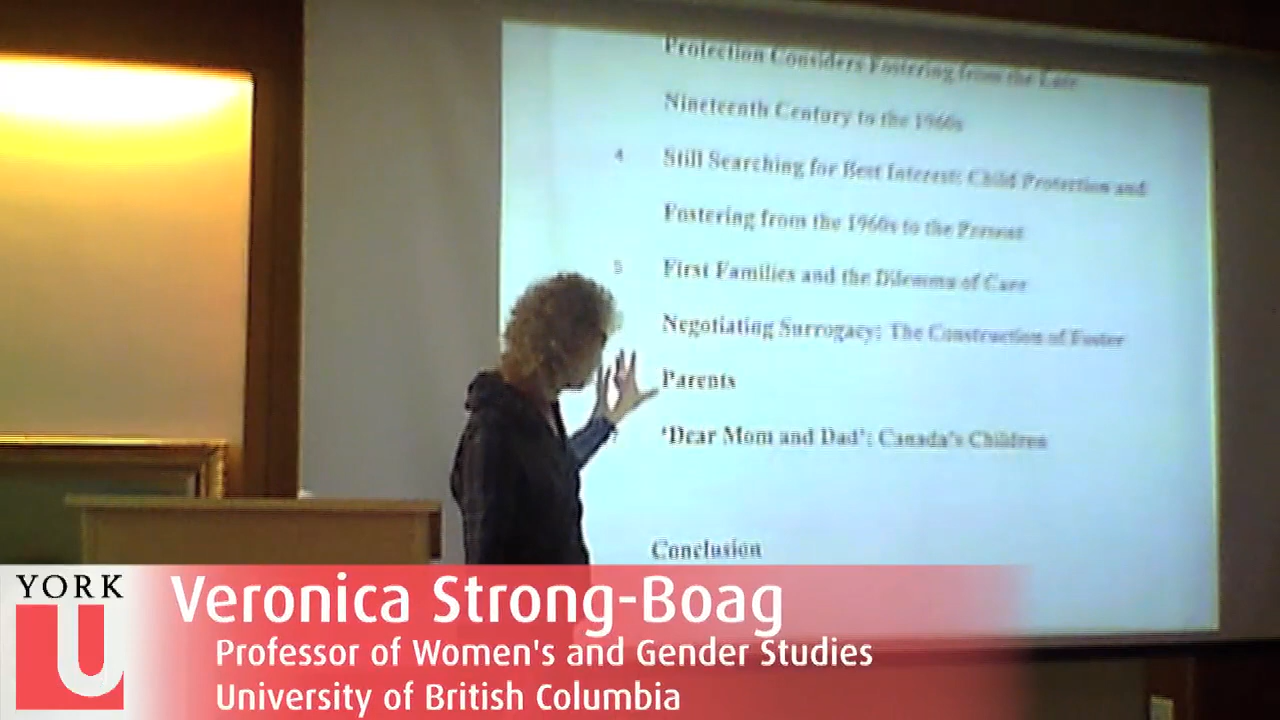 Protection Considers Fostering from the Late
Nineteenth Century to the 1960s
4 Still Searching for Best Interest: Child Protection and
Fostering from the 1960s to the Present
5 First Families and the Dilemma of Care
Negotiating Surrogacy: The Construction of Foster
Parents
7 'Dear Mom and Dad': Canada's Children
Conclusion
YORK
U
Veronica Strong-Boag
Professor of Women's and Gender Studies
University of British Columbia